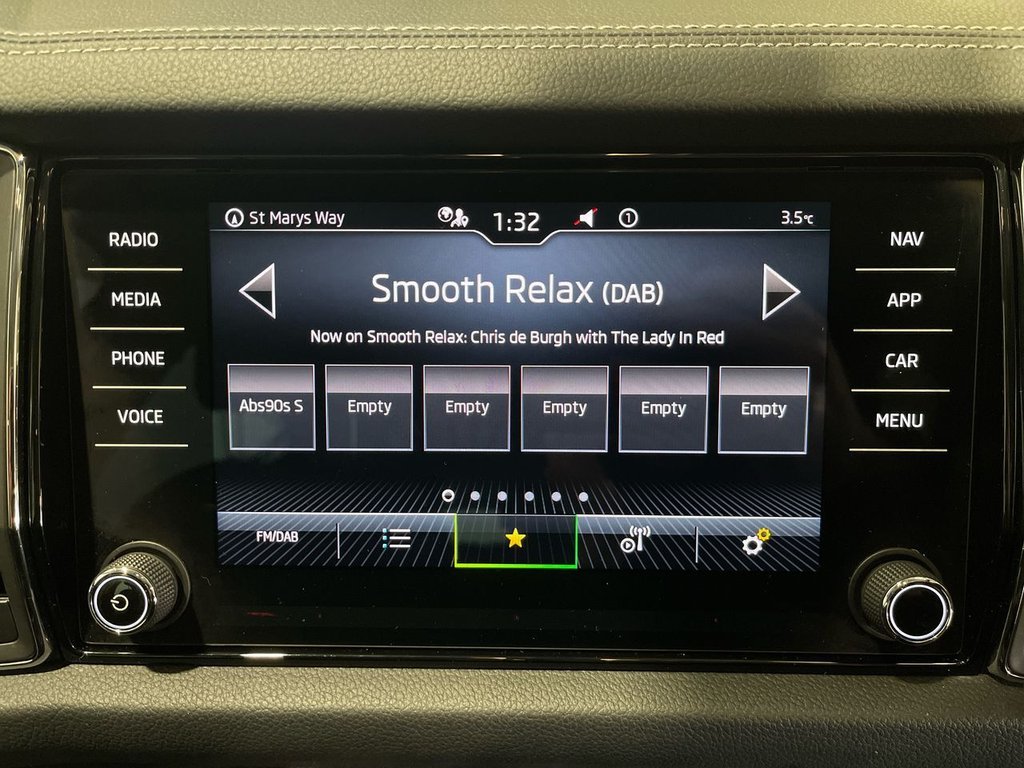 St Marys Way 1:32 1 3.5°C
RADIO
MEDIA
PHONE
VOICE
Smooth Relax (DAB)
Now on Smooth Relax: Chris de Burgh with The Lady In Red
Abs90s S Empty Empty Empty Empty Empty
FM/DAB
NAV
APP
CAR
MENU